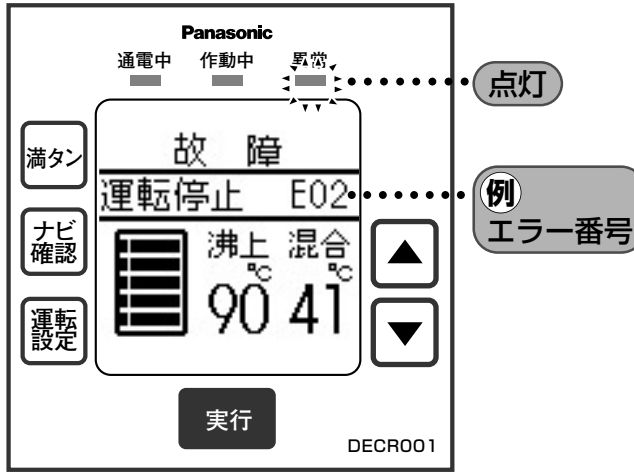 Panasonic
通電中 作動中 異常
点灯
故 障
満タン
運転停止 E02
例
エラー番号
ナビ
確認
沸上 混合
℃ ℃
90 41
▲
運転
設定
▼
実行
DECR001